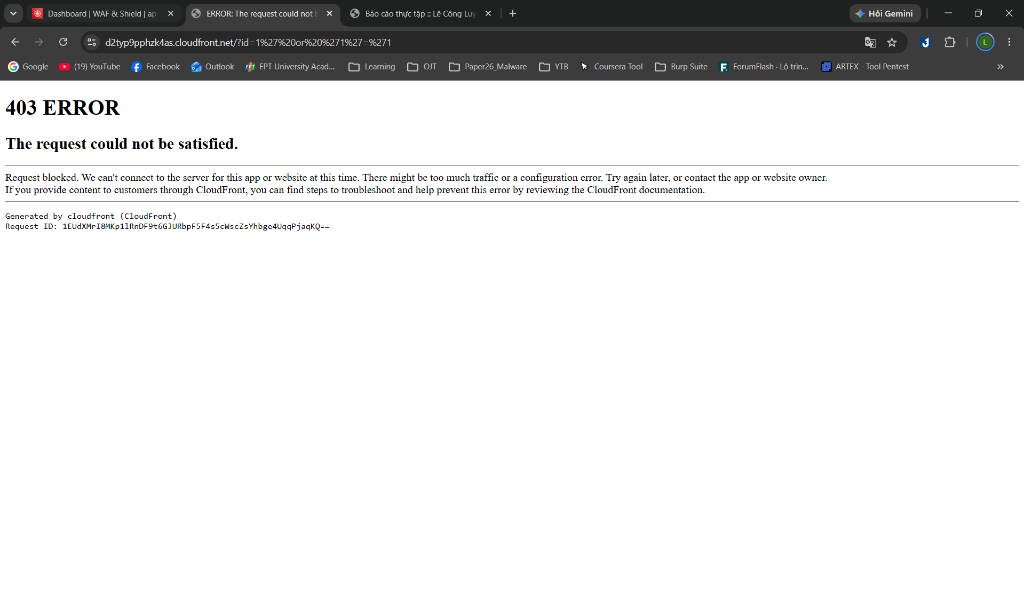 Dashboard | WAF & Shield | ap
ERROR: The request could not b
Báo cáo thực tập :: Lê Công Luy
Hỏi Gemini
d2typ9pphzk4as.cloudfront.net/?id=1%27%20or%20%271%27=%271
Google
(19) YouTube
Facebook
Outlook
FPT University Acad...
Learning
OJT
Paper26_Malware
YTB
Coursera Tool
Burp Suite
ForumFlash - Lộ trìn...
ARTEX - Tool Pentest
403 ERROR
The request could not be satisfied.
Request blocked. We can't connect to the server for this app or website at this time. There might be too much traffic or a configuration error. Try again later, or contact the app or website owner.
If you provide content to customers through CloudFront, you can find steps to troubleshoot and help prevent this error by reviewing the CloudFront documentation.
Generated by cloudfront (CloudFront)
Request ID: